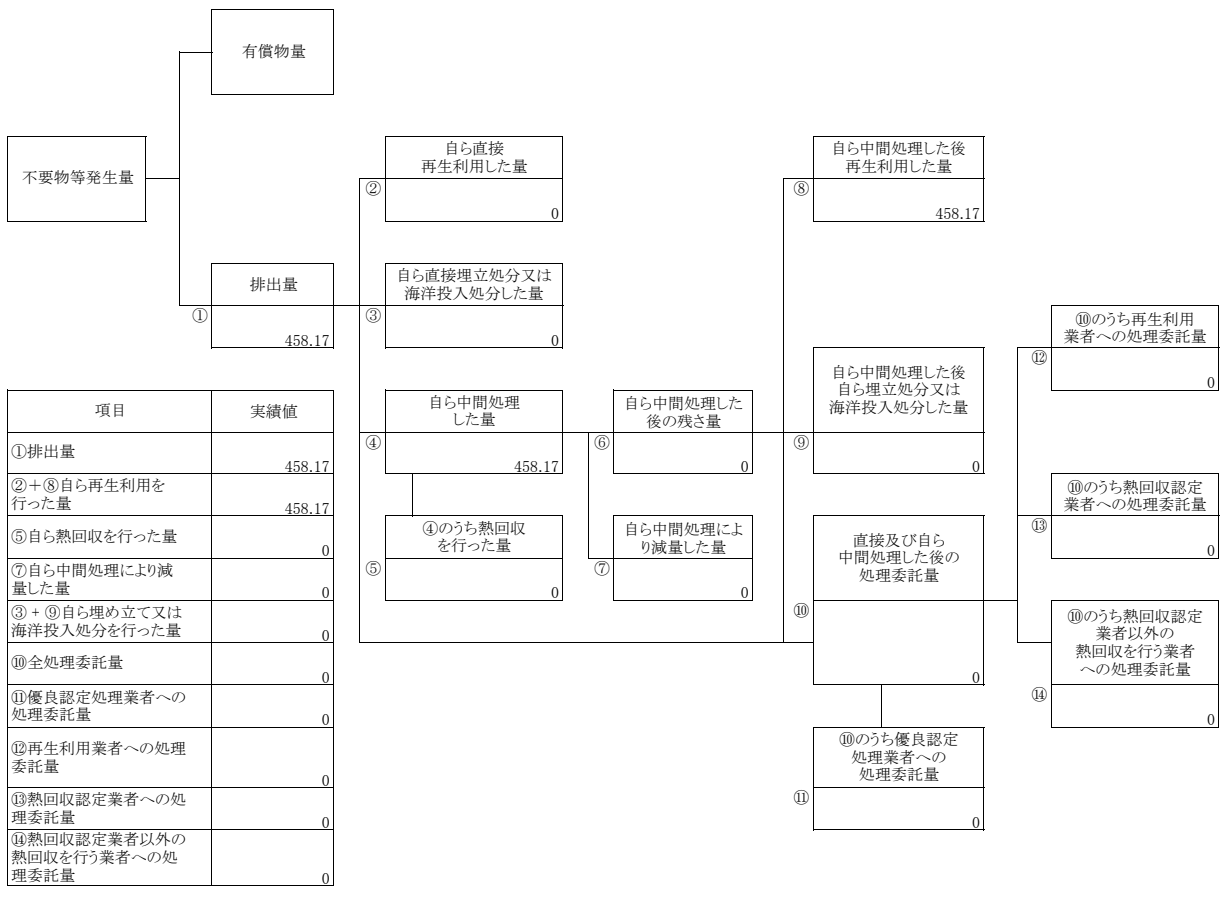 有償物量
不要物等発生量
排出量
①
458.17
自ら直接
再生利用した量
②
0
自ら直接埋立処分又は
海洋投入処分した量
③
0
自ら中間処理
した量
④
458.17
④のうち熱回収
を行った量
⑤
0
自ら中間処理した
後の残さ量
⑥
0
自ら中間処理によ
り減量した量
⑦
0
自ら中間処理した後
再生利用した量
⑧
458.17
自ら中間処理した後
自ら埋立処分又は
海洋投入処分した量
⑨
0
直接及び自ら
中間処理した後の
処理委託量
⑩
0
⑩のうち優良認定
処理業者への
処理委託量
⑪
0
⑩のうち再生利用
業者への処理委託量
⑫
0
⑩のうち熱回収認定
業者への処理委託量
⑬
0
⑩のうち熱回収認定
業者以外の
熱回収を行う業者
への処理委託量
⑭
0
項目 実績値
①排出量
458.17
②＋⑧自ら再生利用を
行った量
458.17
⑤自ら熱回収を行った量
0
⑦自ら中間処理により減
量した量
0
③＋⑨自ら埋め立て又は
海洋投入処分を行った量
0
⑩全処理委託量
0
⑪優良認定処理業者への
処理委託量
0
⑫再生利用業者への処理
委託量
0
⑬熱回収認定業者への処
理委託量
0
⑭熱回収認定業者以外の
熱回収を行う業者への処
理委託量
0